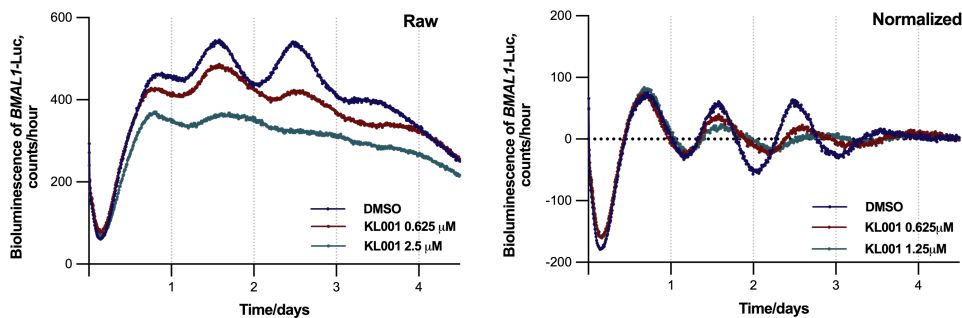 Raw
Bioluminescence of BMAL1-Luc,
counts/hour
600
400
200
0
1
2
3
4
Time/days
DMSO
KL001 0.625 μM
KL001 2.5 μM
Normalized
Bioluminescence of BMAL1-Luc,
counts/hour
200
100
0
-100
-200
1
2
3
4
Time/days
DMSO
KL001 0.625μM
KL001 1.25μM